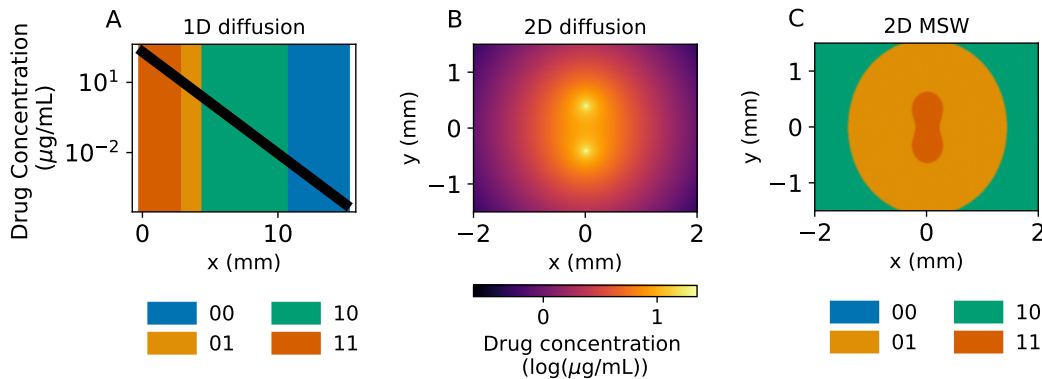 A
1D diffusion
Drug Concentration
(μg/mL)
10¹
10⁻²
0
10
x (mm)
00
10
01
11
B
2D diffusion
y (mm)
1
0
−1
−2
0
2
x (mm)
0
1
Drug concentration
(log(μg/mL))
C
2D MSW
y (mm)
1
0
−1
−2
0
2
x (mm)
00
10
01
11